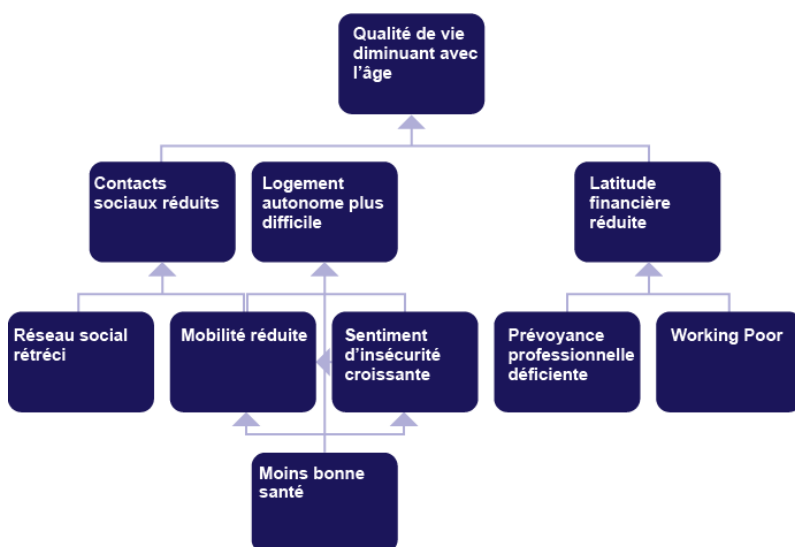 Qualité de vie
diminuant avec
l'âge
Contacts
sociaux réduits
Logement
autonome plus
difficile
Latitude
financière
réduite
Réseau social
rétréci
Mobilité réduite
Sentiment
d'insécurité
croissante
Prévoyance
professionnelle
déficiente
Working Poor
Moins bonne
santé